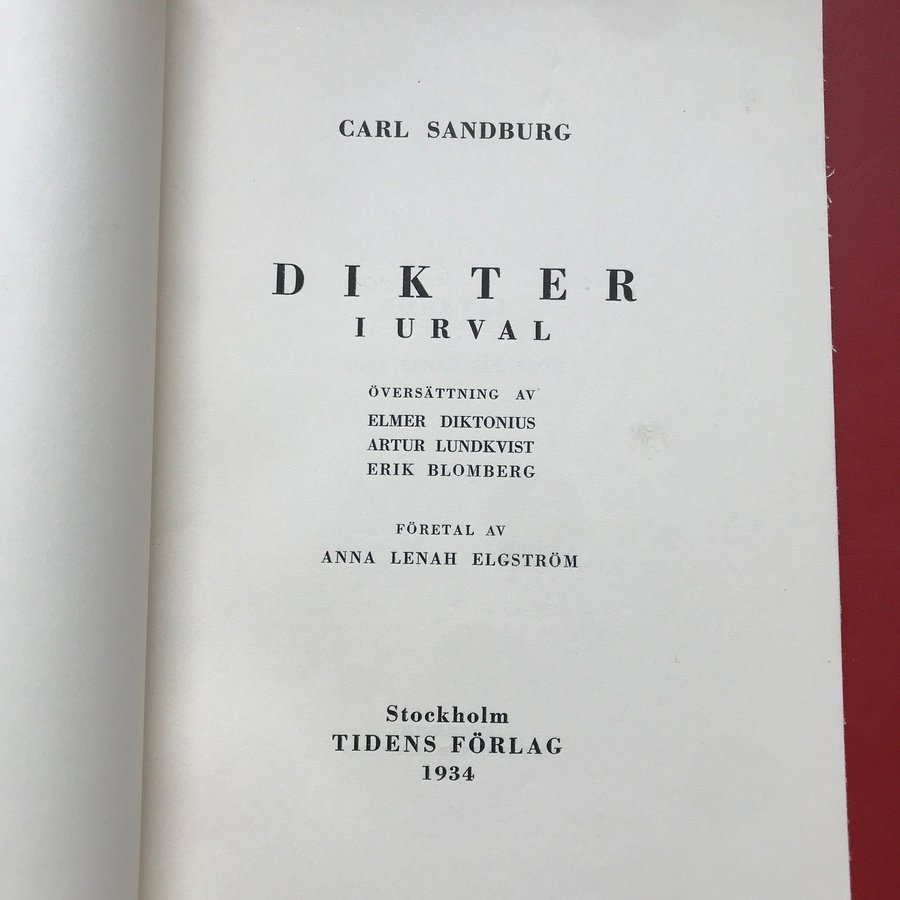 CARL SANDBURG
DIKTER
I URVAL
ÖVERSÄTTNING AV
ELMER DIKTONIUS
ARTUR LUNDKVIST
ERIK BLOMBERG
FÖRETAL AV
ANNA LENAH ELGSTRÖM
Stockholm
TIDENS FÖRLAG
1934